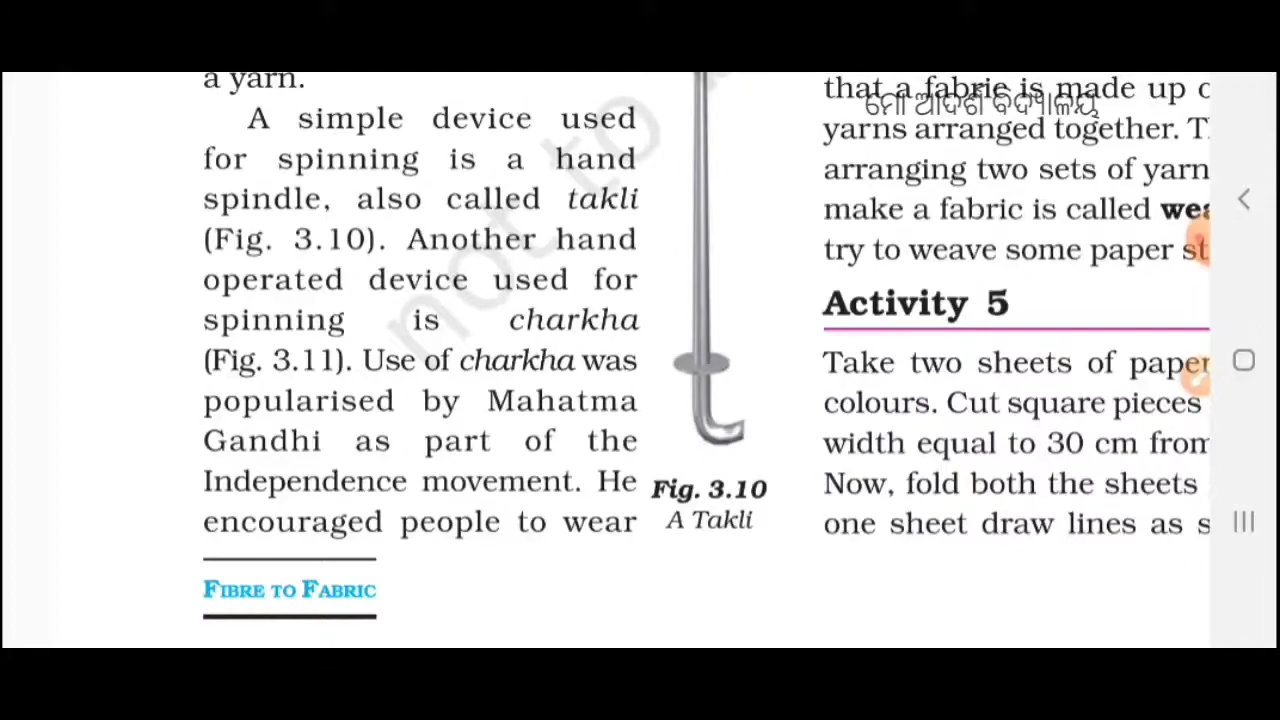 a yarn.
A simple device used
for spinning is a hand
spindle, also called takli
(Fig. 3.10). Another hand
operated device used for
spinning is charkha
(Fig. 3.11). Use of charkha was
popularised by Mahatma
Gandhi as part of the
Independence movement. He
encouraged people to wear
FIBRE TO FABRIC
not to
Fig. 3.10
A Takli
that a fabric is made up
ମୋ ଆଦର୍ଶ ବିଦ୍ୟାଳୟ
yarns arranged together.
arranging two sets of yarn
make a fabric is called
try to weave some paper
Activity 5
Take two sheets of paper
colours. Cut square pieces
width equal to 30 cm from
Now, fold both the sheets
one sheet draw lines as s